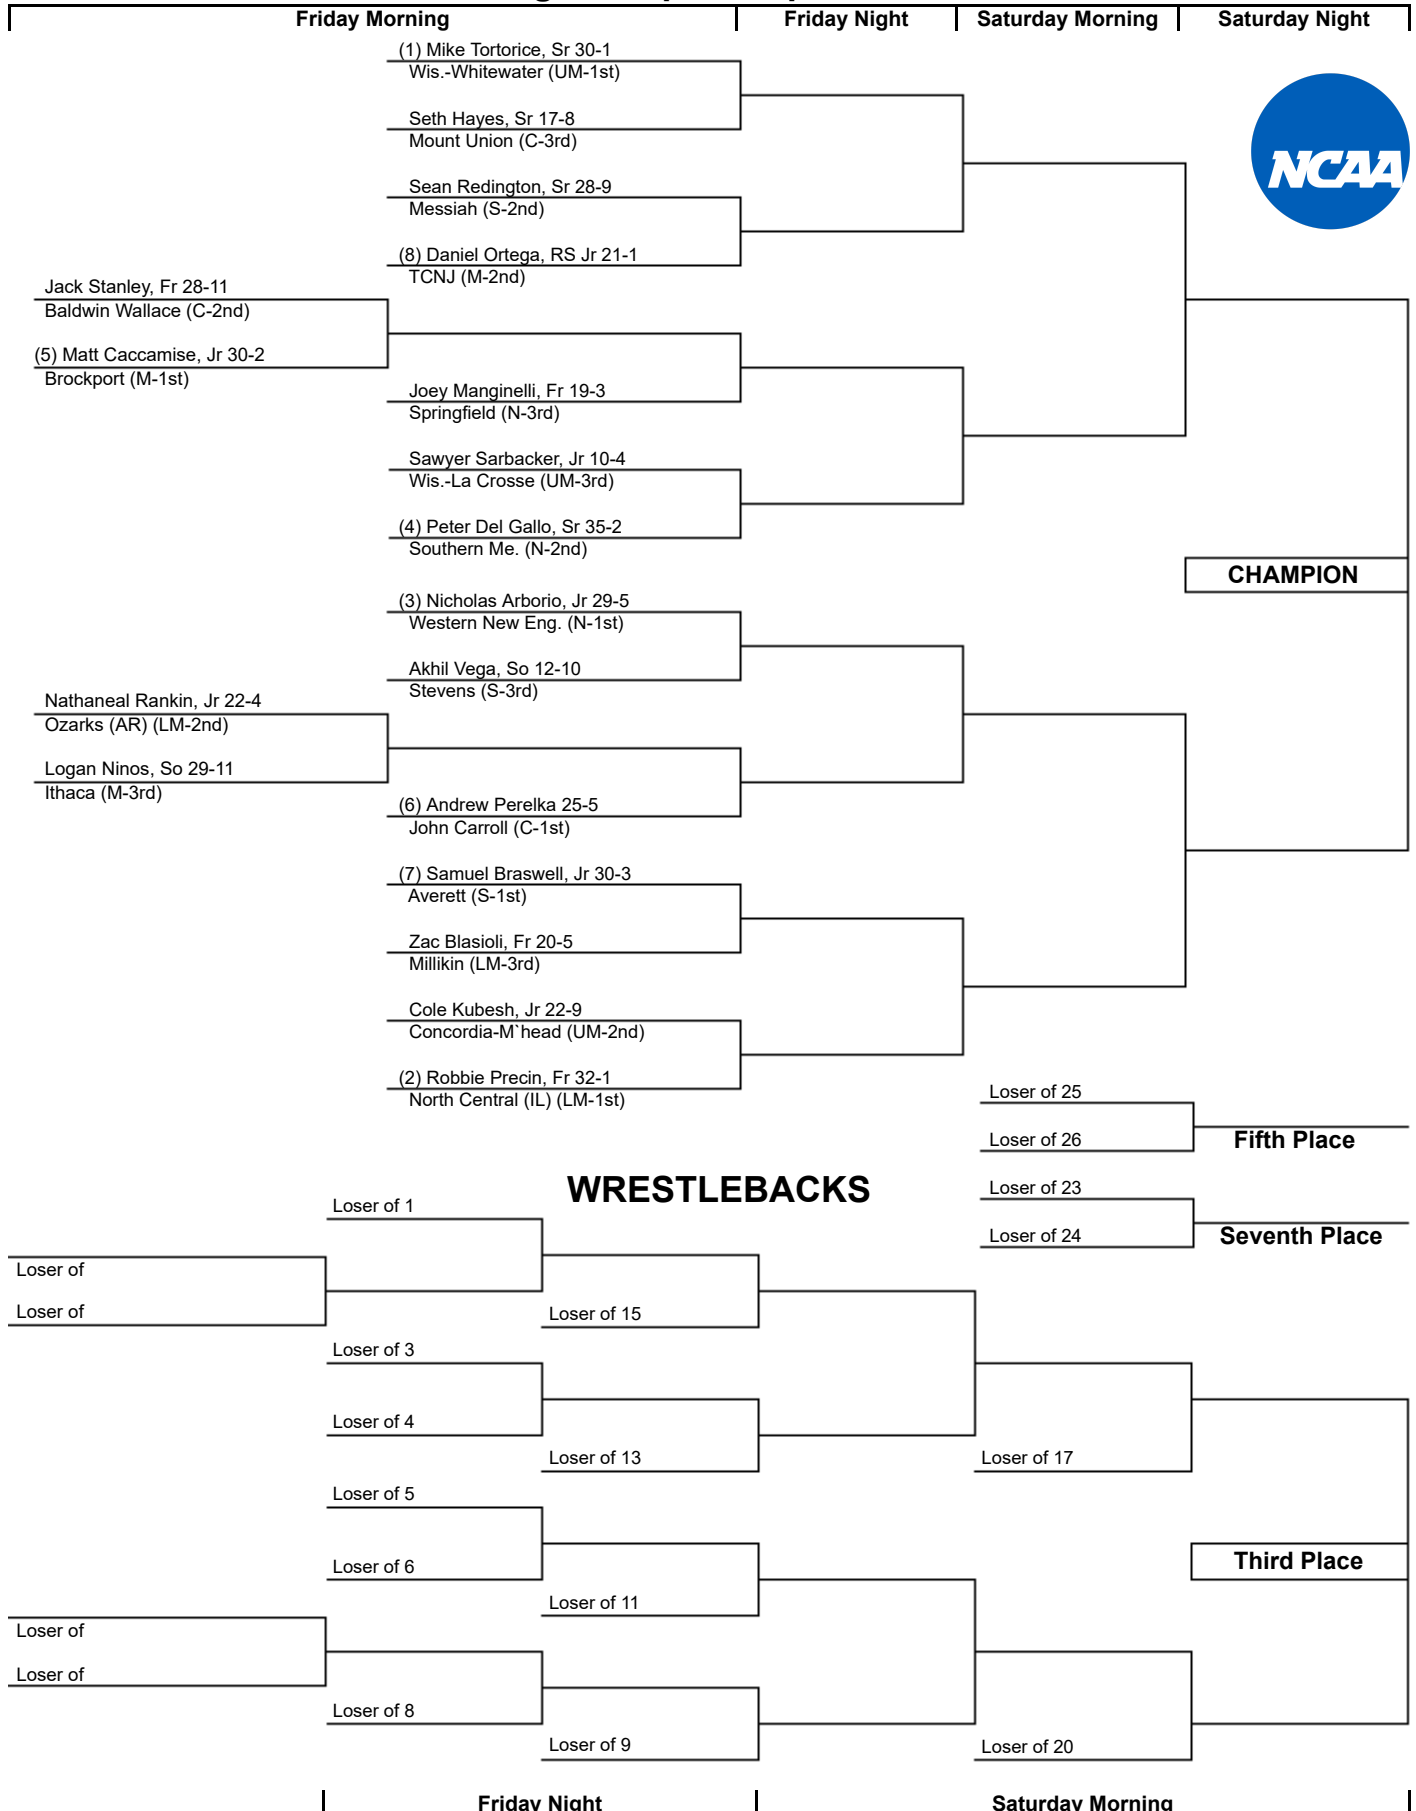 Friday Morning
Friday Night
Saturday Morning
Saturday Night
(1) Mike Tortorice, Sr 30-1
Wis.-Whitewater (UM-1st)
Seth Hayes, Sr 17-8
Mount Union (C-3rd)
NCAA
Sean Redington, Sr 28-9
Messiah (S-2nd)
(8) Daniel Ortega, RS Jr 21-1
TCNJ (M-2nd)
Jack Stanley, Fr 28-11
Baldwin Wallace (C-2nd)
(5) Matt Caccamise, Jr 30-2
Brockport (M-1st)
Joey Manginelli, Fr 19-3
Springfield (N-3rd)
Sawyer Sarbacker, Jr 10-4
Wis.-La Crosse (UM-3rd)
(4) Peter Del Gallo, Sr 35-2
Southern Me. (N-2nd)
CHAMPION
(3) Nicholas Arborio, Jr 29-5
Western New Eng. (N-1st)
Akhil Vega, So 12-10
Stevens (S-3rd)
Nathaneal Rankin, Jr 22-4
Ozarks (AR) (LM-2nd)
Logan Ninos, So 29-11
Ithaca (M-3rd)
(6) Andrew Perelka 25-5
John Carroll (C-1st)
(7) Samuel Braswell, Jr 30-3
Averett (S-1st)
Zac Blasioli, Fr 20-5
Millikin (LM-3rd)
Cole Kubesh, Jr 22-9
Concordia-M`head (UM-2nd)
(2) Robbie Precin, Fr 32-1
North Central (IL) (LM-1st)
Loser of 25
Loser of 26
Fifth Place
WRESTLEBACKS
Loser of 23
Loser of 24
Seventh Place
Loser of 1
Loser of
Loser of
Loser of 15
Loser of 3
Loser of 4
Loser of 13
Loser of 17
Loser of 5
Loser of 6
Third Place
Loser of 11
Loser of
Loser of
Loser of 8
Loser of 9
Loser of 20
Friday Night
Saturday Morning